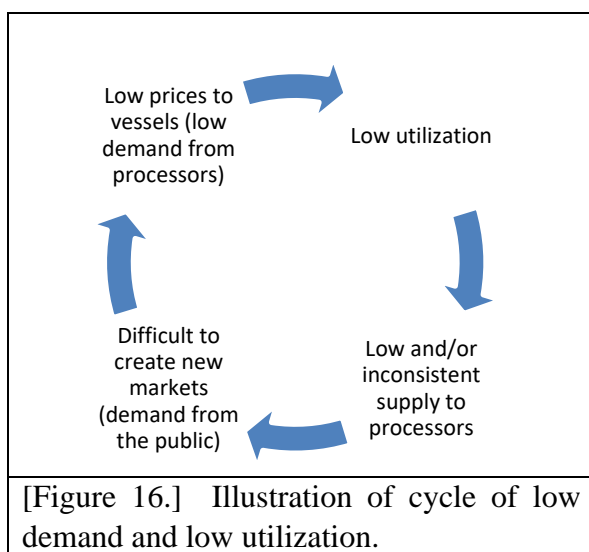 Low prices to
vessels (low
demand from
processors)
Low utilization
Low and/or
inconsistent
supply to
processors
Difficult to
create new
markets
(demand from
the public)
[Figure 16.] Illustration of cycle of low
demand and low utilization.